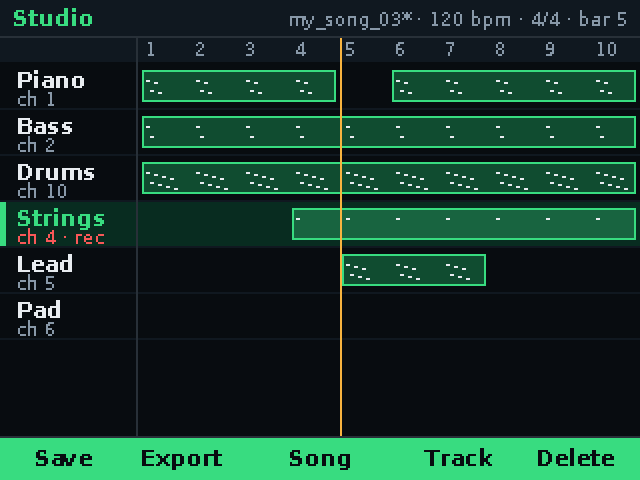 Studio my_song_03* · 120 bpm · 4/4 · bar 5
1 2 3 4 5 6 7 8 9 10
Piano
ch 1
Bass
ch 2
Drums
ch 10
Strings
ch 4 · rec
Lead
ch 5
Pad
ch 6
Save Export Song Track Delete